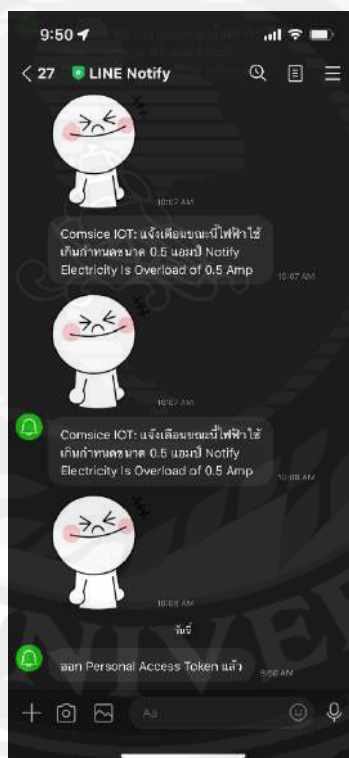 9:50
27 LINE Notify
10:07 AM
Comsice IOT: แจ้งเตือนขณะนี้ไฟฟ้าใช้
เกินกำหนดขนาด 0.5 แอมป์ Notify
Electricity Is Overload of 0.5 Amp
10:07 AM
10:07 AM
Comsice IOT: แจ้งเตือนขณะนี้ไฟฟ้าใช้
เกินกำหนดขนาด 0.5 แอมป์ Notify
Electricity Is Overload of 0.5 Amp
10:08 AM
10:08 AM
วันนี้
ออก Personal Access Token แล้ว
9:50 AM
Aa